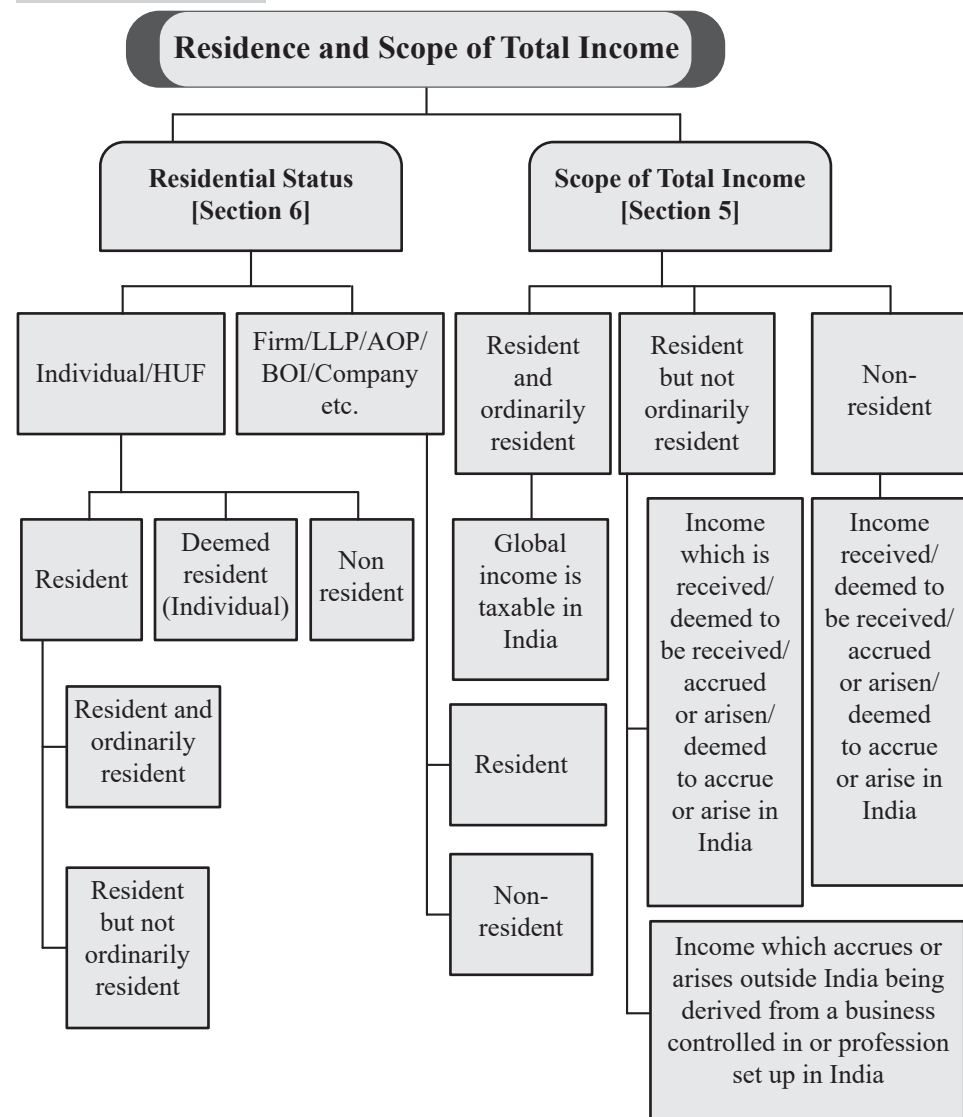 Residence and Scope of Total Income
Residential Status
[Section 6]
Scope of Total Income
[Section 5]
Individual/HUF
Firm/LLP/AOP/
BOI/Company
etc.
Resident
and
ordinarily
resident
Resident
but not
ordinarily
resident
Non-
resident
Resident
Deemed
resident
(Individual)
Non
resident
Global
income is
taxable in
India
Income
which is
received/
deemed to
be received/
accrued
or arisen/
deemed
to accrue
or arise in
India
Income
received/
deemed to
be received/
accrued
or arisen/
deemed
to accrue
or arise in
India
Resident and
ordinarily
resident
Resident
Resident
but not
ordinarily
resident
Non-
resident
Income which accrues or
arises outside India being
derived from a business
controlled in or profession
set up in India